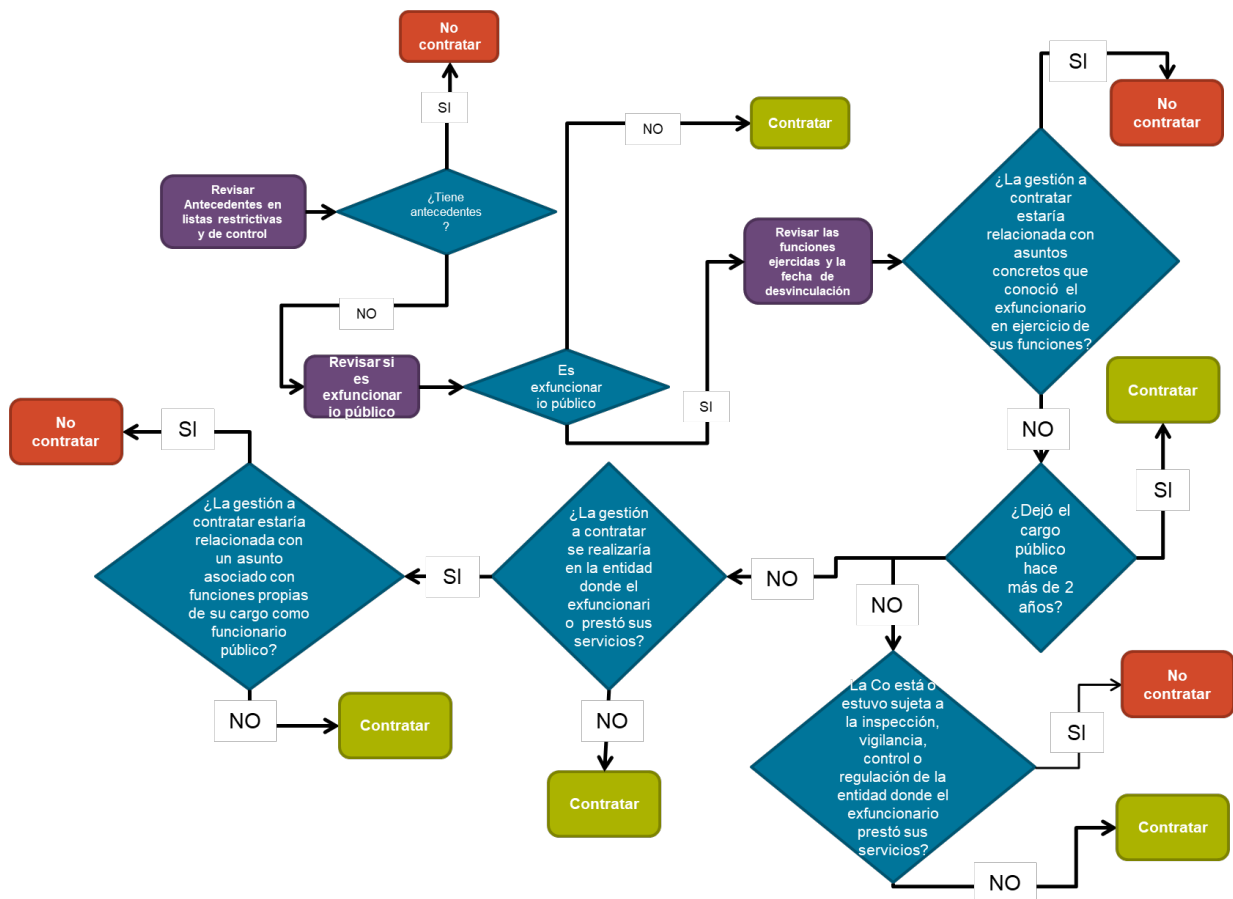 No
contratar
SI
Revisar
Antecedentes en
listas restrictivas
y de control
¿Tiene
antecedentes
?
NO
Revisar si
es
exfuncionar
io público
Es
exfuncionar
io público
NO
Contratar
SI
Revisar las
funciones
ejercidas y la
fecha de
desvinculación
¿La gestión a
contratar
estaría
relacionada con
asuntos
concretos que
conoció el
exfuncionario
en ejercicio de
sus funciones?
SI
No
contratar
NO
¿Dejó el
cargo
público
hace
más de 2
años?
SI
Contratar
NO
¿La gestión
a contratar
se realizaría
en la entidad
donde el
exfuncionari
o prestó sus
servicios?
NO
Contratar
SI
¿La gestión a
contratar estaría
relacionada con
un asunto
asociado con
funciones propias
de su cargo como
funcionario
público?
SI
No
contratar
NO
Contratar
NO
La Co está o
estuvo sujeta a
la inspección,
vigilancia,
control o
regulación de la
entidad donde el
exfuncionario
prestó sus
servicios?
SI
No
contratar
NO
Contratar